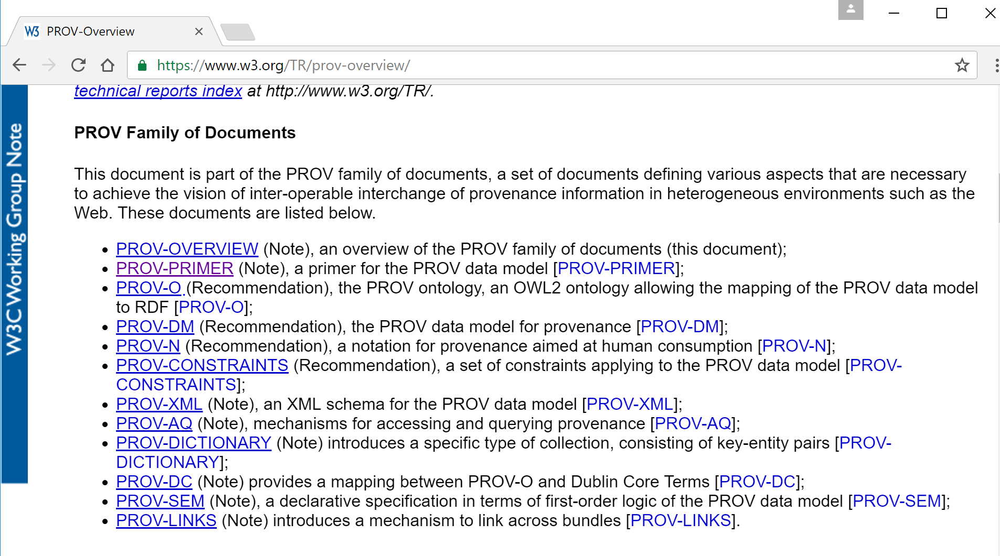 W3 PROV-Overview
https://www.w3.org/TR/prov-overview/
technical reports index at http://www.w3.org/TR/.
W3C Working Group Note
PROV Family of Documents
This document is part of the PROV family of documents, a set of documents defining various aspects that are necessary
to achieve the vision of inter-operable interchange of provenance information in heterogeneous environments such as the
Web. These documents are listed below.
• PROV-OVERVIEW (Note), an overview of the PROV family of documents (this document);
• PROV-PRIMER (Note), a primer for the PROV data model [PROV-PRIMER];
• PROV-O (Recommendation), the PROV ontology, an OWL2 ontology allowing the mapping of the PROV data model
to RDF [PROV-O];
• PROV-DM (Recommendation), the PROV data model for provenance [PROV-DM];
• PROV-N (Recommendation), a notation for provenance aimed at human consumption [PROV-N];
• PROV-CONSTRAINTS (Recommendation), a set of constraints applying to the PROV data model [PROV-
CONSTRAINTS];
• PROV-XML (Note), an XML schema for the PROV data model [PROV-XML];
• PROV-AQ (Note), mechanisms for accessing and querying provenance [PROV-AQ];
• PROV-DICTIONARY (Note) introduces a specific type of collection, consisting of key-entity pairs [PROV-
DICTIONARY];
• PROV-DC (Note) provides a mapping between PROV-O and Dublin Core Terms [PROV-DC];
• PROV-SEM (Note), a declarative specification in terms of first-order logic of the PROV data model [PROV-SEM];
• PROV-LINKS (Note) introduces a mechanism to link across bundles [PROV-LINKS].